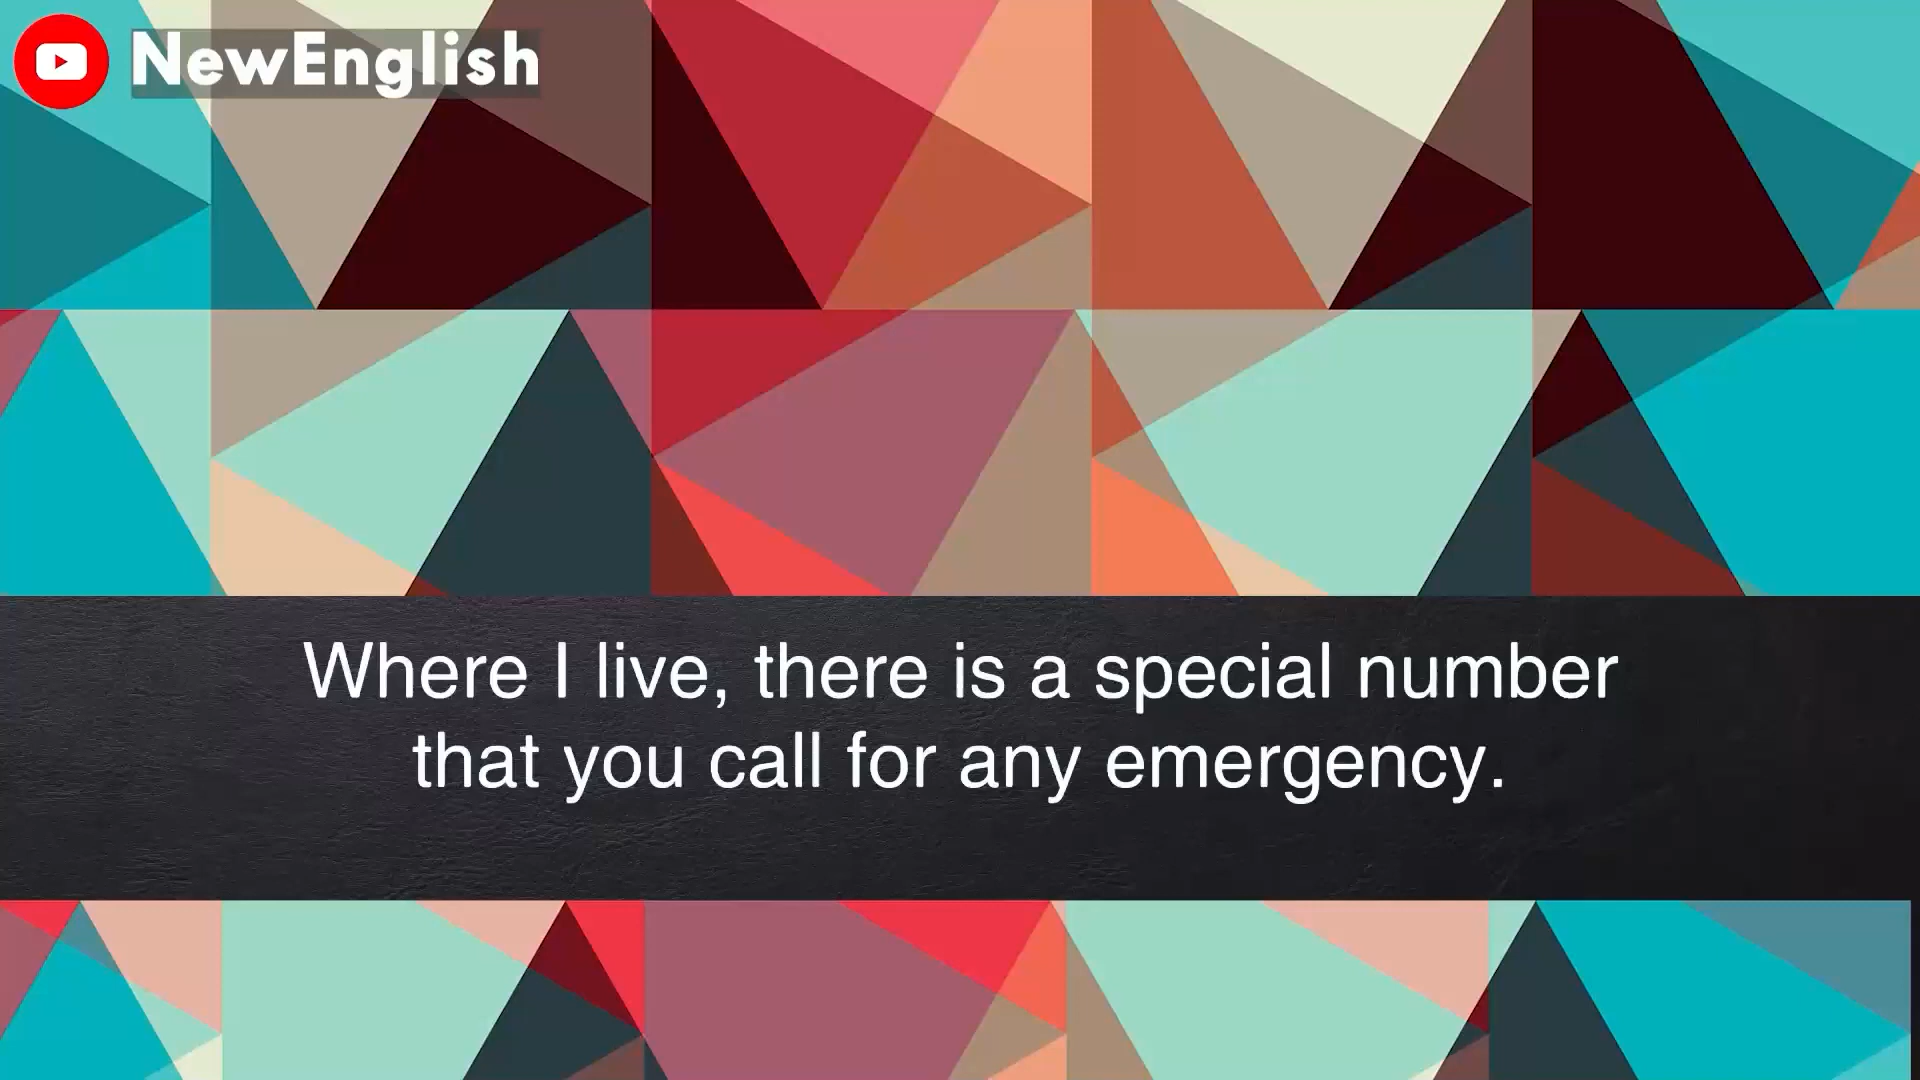 NewEnglish
Where I live, there is a special number
that you call for any emergency.